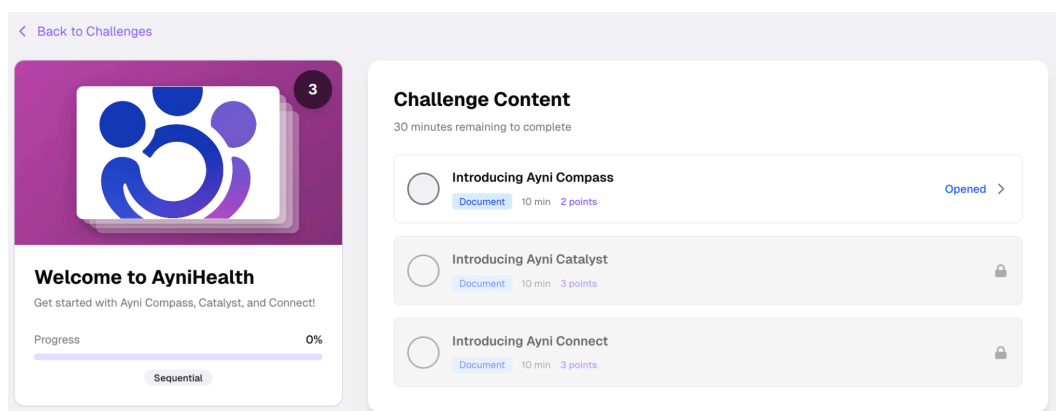 Back to Challenges
3
Welcome to AyniHealth
Get started with Ayni Compass, Catalyst, and Connect!
Progress 0%
Sequential
Challenge Content
30 minutes remaining to complete
Introducing Ayni Compass
Document 10 min 2 points
Opened
Introducing Ayni Catalyst
Document 10 min 3 points
Introducing Ayni Connect
Document 10 min 3 points